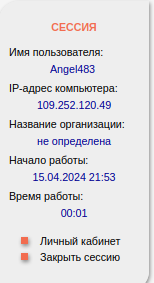 СЕССИЯ
Имя пользователя:
Angel483
IP-адрес компьютера:
109.252.120.49
Название организации:
не определена
Начало работы:
15.04.2024 21:53
Время работы:
00:01
Личный кабинет
Закрыть сессию